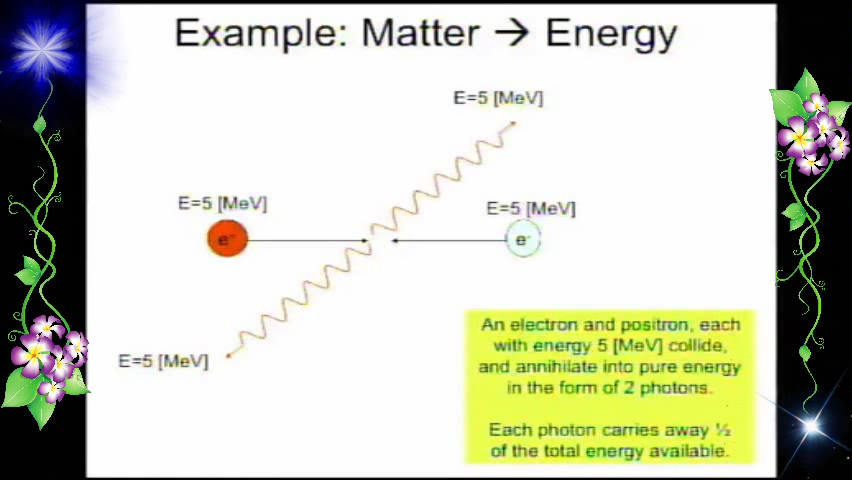 Example: Matter → Energy
E=5 [MeV]
E=5 [MeV]
E=5 [MeV]
e⁺
e⁻
E=5 [MeV]
An electron and positron, each
with energy 5 [MeV] collide,
and annihilate into pure energy
in the form of 2 photons.
Each photon carries away ½
of the total energy available.